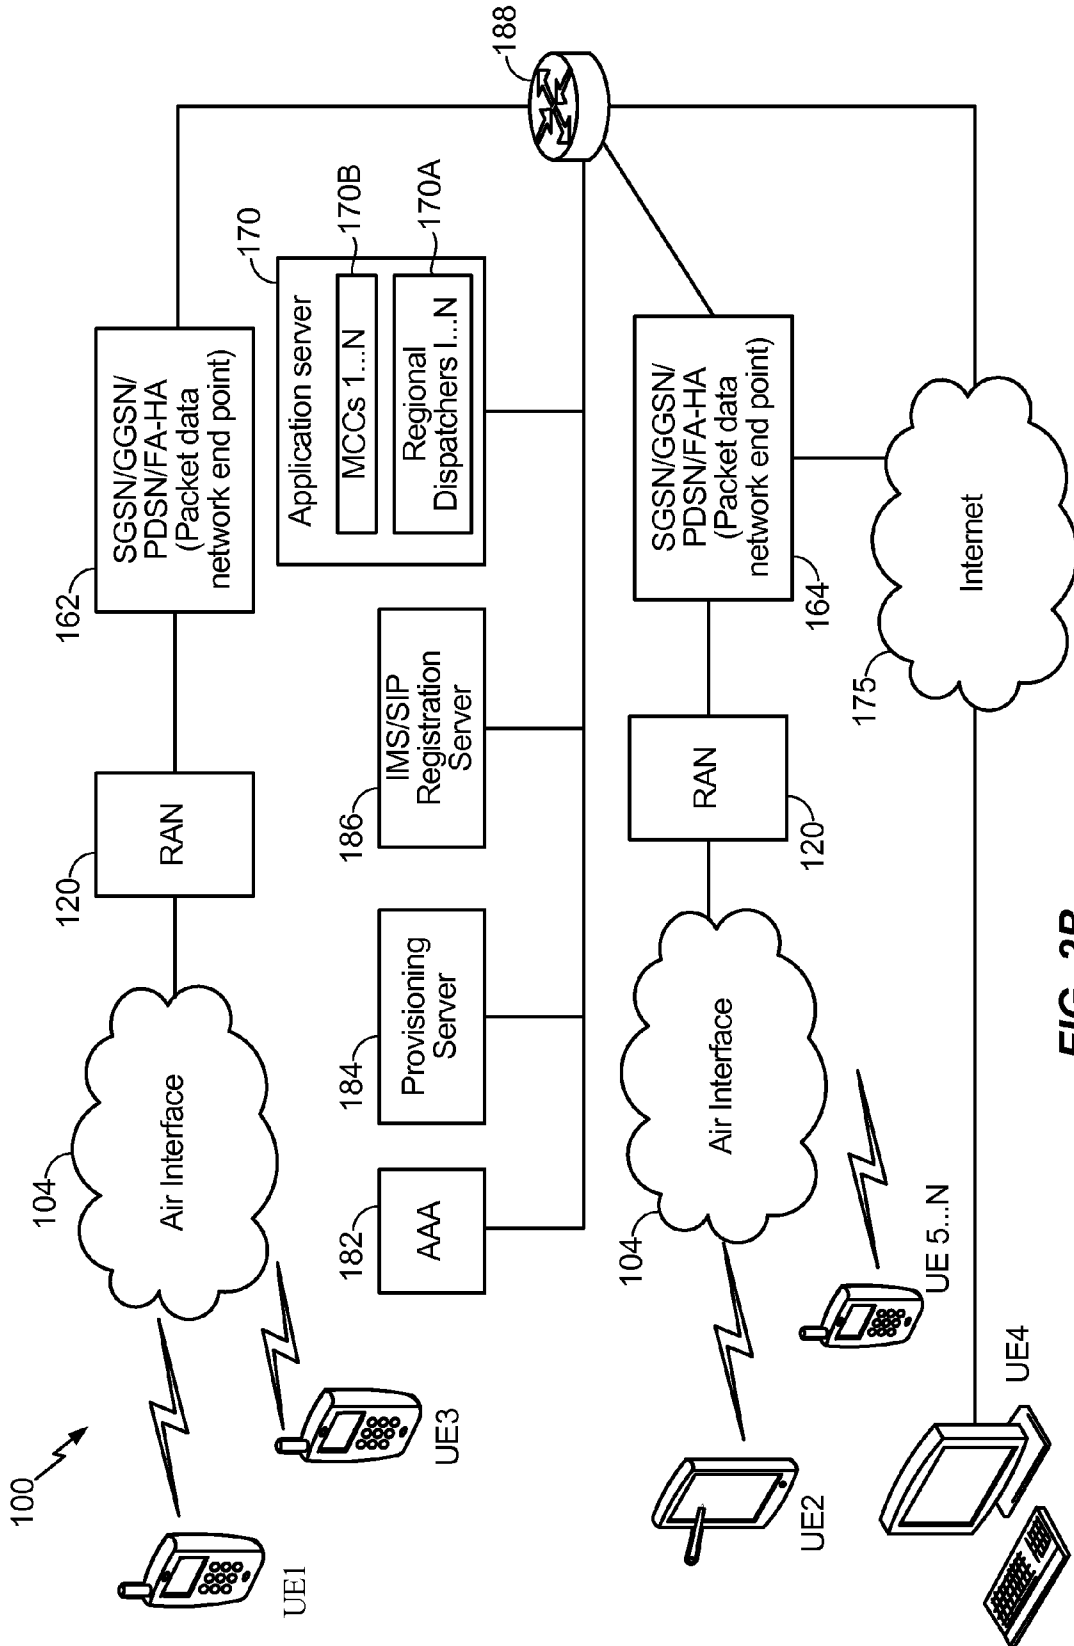 100
104
120
162
UE1
Air Interface
RAN
SGSN/GGSN/
PDSN/FA-HA
(Packet data
network end point)
UE3
182
184
186
170
AAA
Provisioning
Server
IMS/SIP
Registration
Server
Application server
170B
MCCs 1...N
170A
Regional
Dispatchers I...N
188
104
Air Interface
RAN
120
SGSN/GGSN/
PDSN/FA-HA
(Packet data
network end point)
164
UE2
UE 5...N
175
Internet
UE4
FIG.